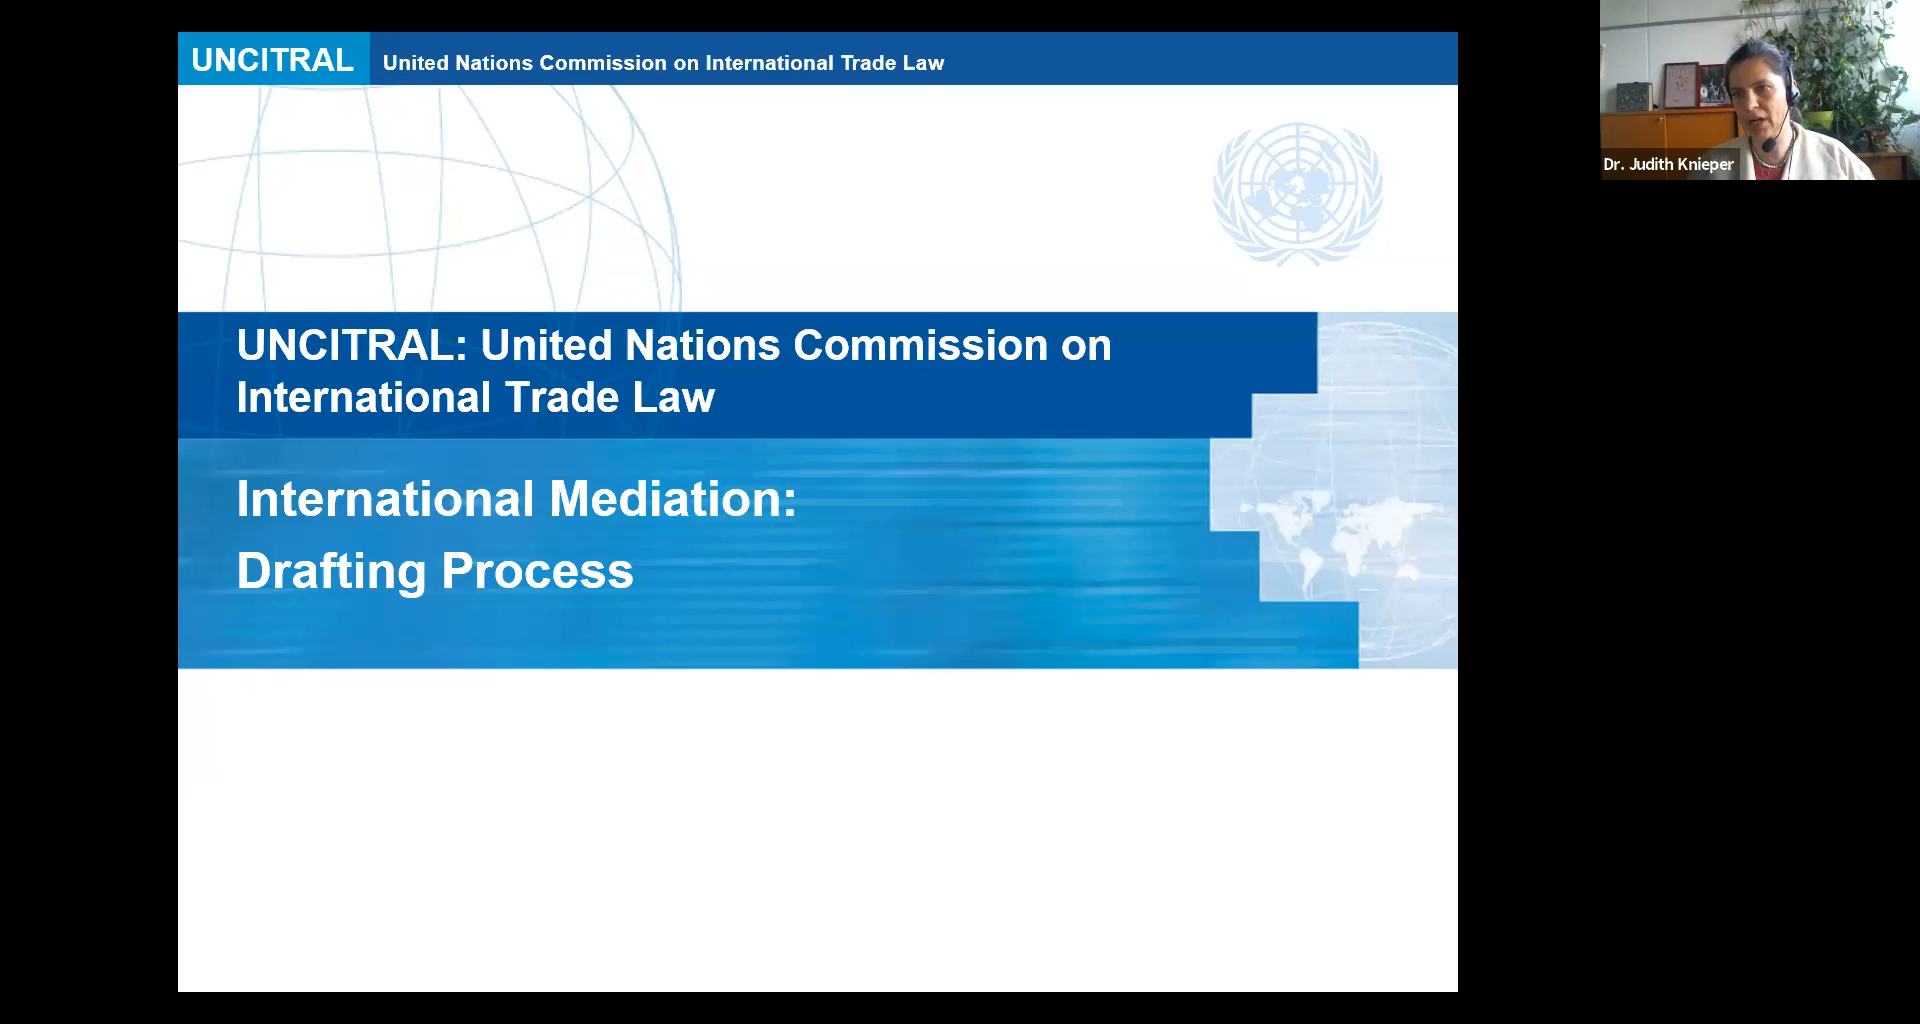 UNCITRAL United Nations Commission on International Trade Law
UNCITRAL: United Nations Commission on
International Trade Law
International Mediation:
Drafting Process
Dr. Judith Knieper